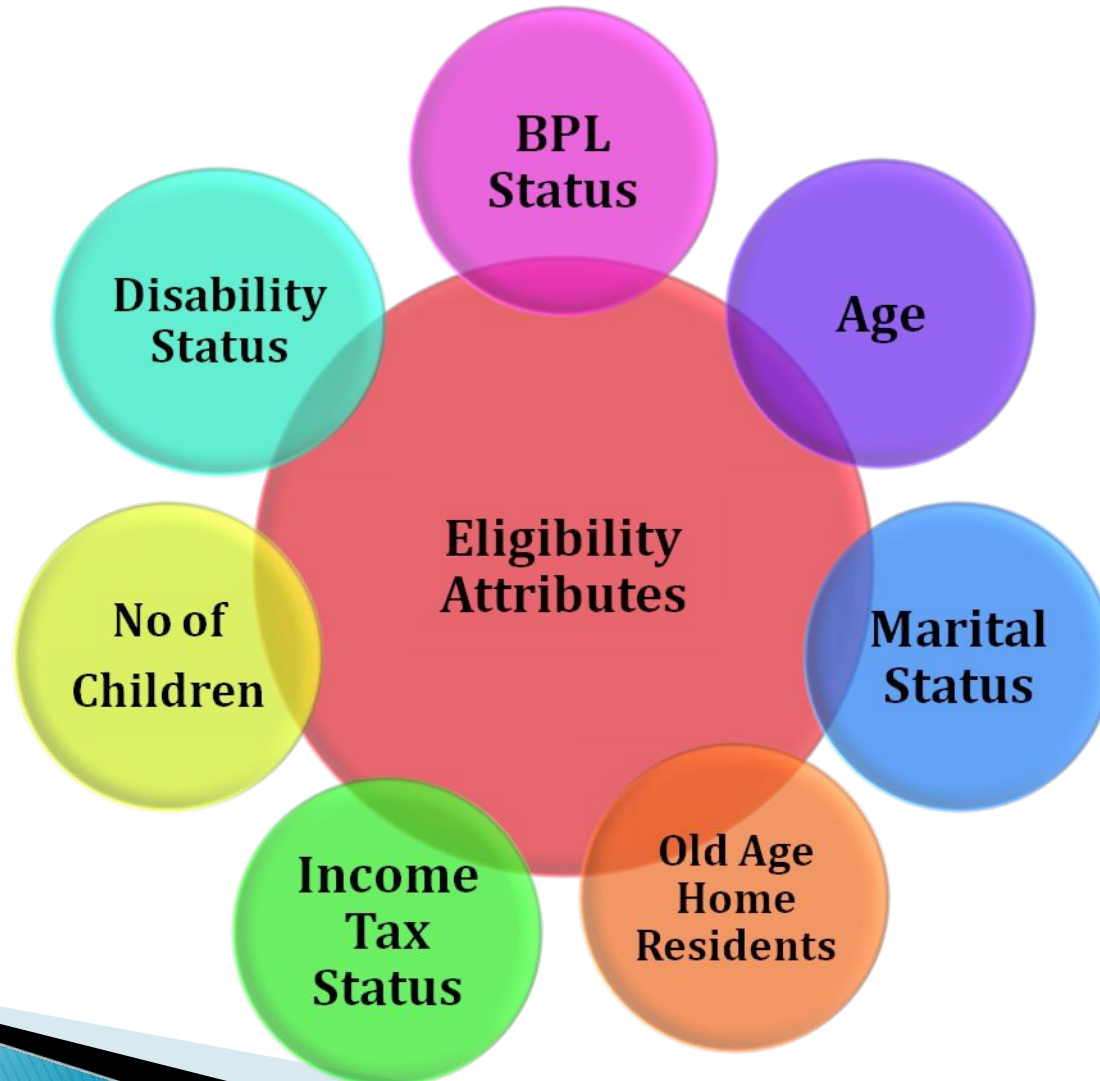 BPL
Status
Age
Marital
Status
Old Age
Home
Residents
Income
Tax
Status
No of
Children
Disability
Status
Eligibility
Attributes